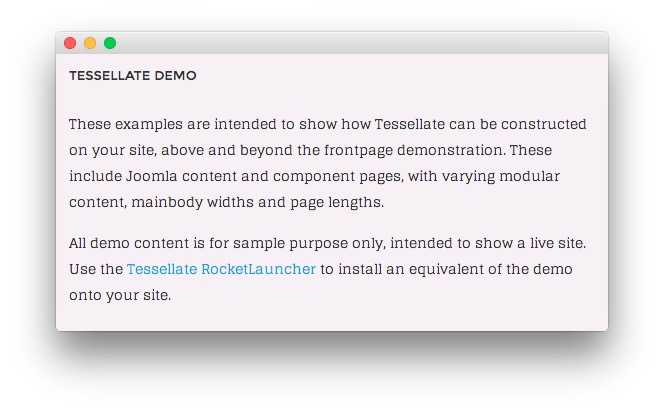 TESSELLATE DEMO
These examples are intended to show how Tessellate can be constructed
on your site, above and beyond the frontpage demonstration. These
include Joomla content and component pages, with varying modular
content, mainbody widths and page lengths.
All demo content is for sample purpose only, intended to show a live site.
Use the Tessellate RocketLauncher to install an equivalent of the demo
onto your site.